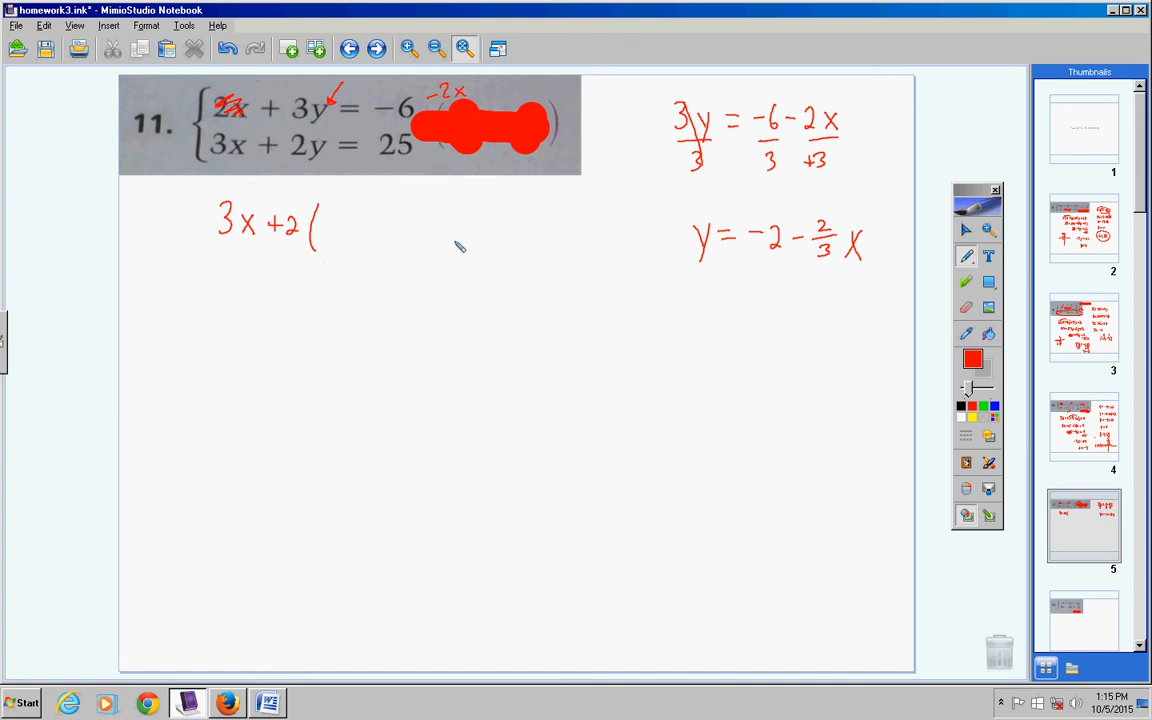 homework3.ink* - MimioStudio Notebook
File Edit View Insert Format Tools Help
Thumbnails
-2x
11. { 2x + 3y = -6
3x + 2y = 25 ( )
3y = -6 - 2x
3 3 +3
3x + 2 (
y = -2 - 2/3 x
1
2
3
4
5
Start
1:15 PM
10/5/2015